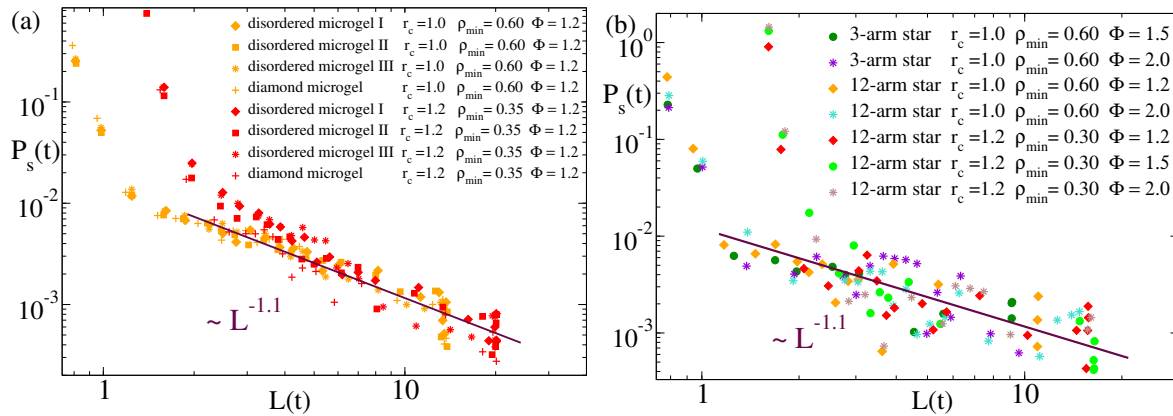 (a)
disordered microgel I r_c=1.0 ρ_min=0.60 Φ=1.2
disordered microgel II r_c=1.0 ρ_min=0.60 Φ=1.2
disordered microgel III r_c=1.0 ρ_min=0.60 Φ=1.2
diamond microgel r_c=1.0 ρ_min=0.60 Φ=1.2
disordered microgel I r_c=1.2 ρ_min=0.35 Φ=1.2
disordered microgel II r_c=1.2 ρ_min=0.35 Φ=1.2
disordered microgel III r_c=1.2 ρ_min=0.35 Φ=1.2
diamond microgel r_c=1.2 ρ_min=0.35 Φ=1.2
10^-1
P_s(t)
10^-2
10^-3
~ L^-1.1
1 10
L(t)
(b)
3-arm star r_c=1.0 ρ_min=0.60 Φ = 1.5
3-arm star r_c=1.0 ρ_min=0.60 Φ = 2.0
12-arm star r_c=1.0 ρ_min=0.60 Φ = 1.2
12-arm star r_c=1.0 ρ_min=0.60 Φ = 2.0
12-arm star r_c=1.2 ρ_min=0.30 Φ = 1.2
12-arm star r_c=1.2 ρ_min=0.30 Φ = 1.5
12-arm star r_c=1.2 ρ_min=0.30 Φ = 2.0
10^0
P_s(t)
10^-1
10^-2
10^-3
~ L^-1.1
1 10
L(t)